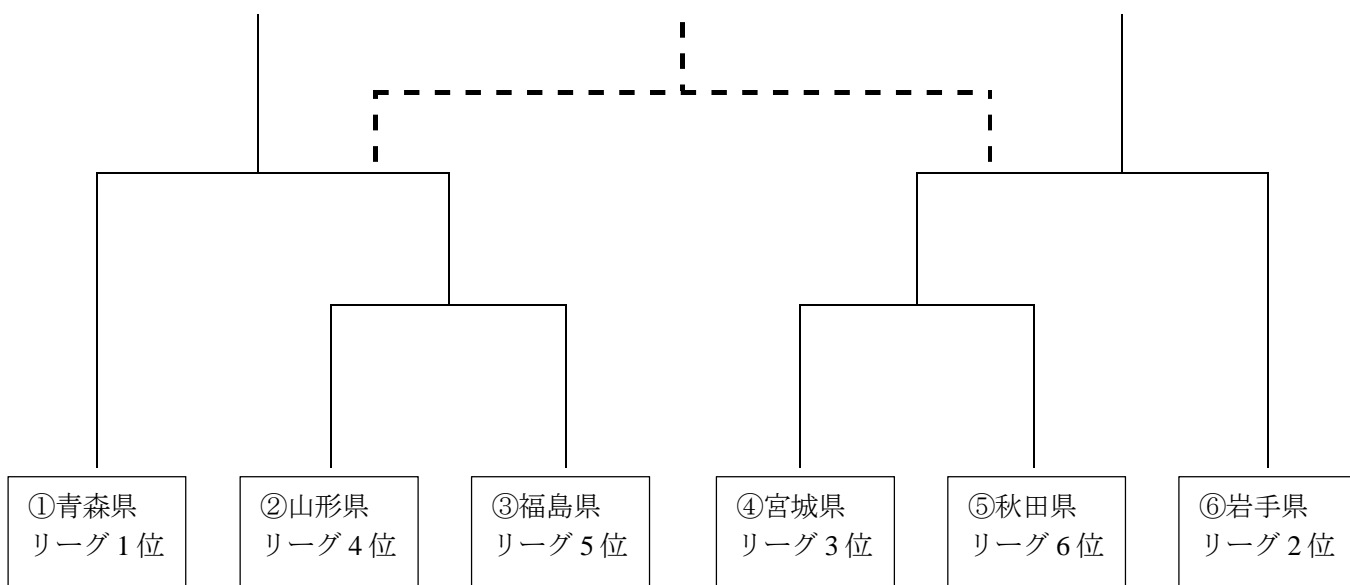 ①青森県
リーグ 1 位
②山形県
リーグ 4 位
③福島県
リーグ 5 位
④宮城県
リーグ 3 位
⑤秋田県
リーグ 6 位
⑥岩手県
リーグ 2 位